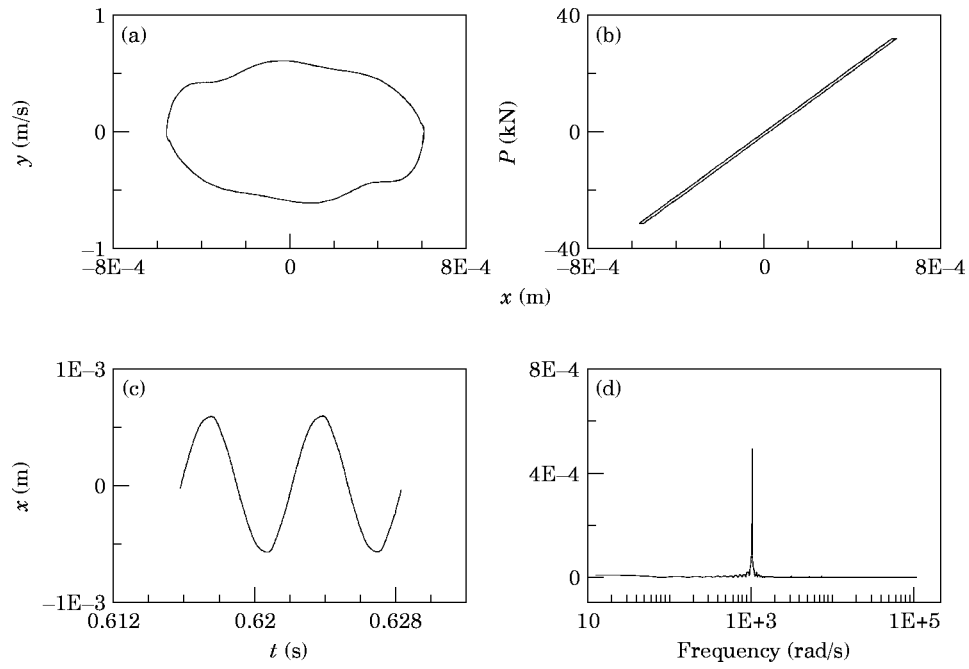 (a)
1
0
−1
y (m/s)
−8E–4
0
8E–4
(b)
40
0
−40
P (kN)
−8E–4
0
8E–4
x (m)
(c)
1E–3
0
−1E–3
x (m)
0.612
0.62
0.628
t (s)
(d)
8E–4
4E–4
0
10
1E+3
1E+5
Frequency (rad/s)